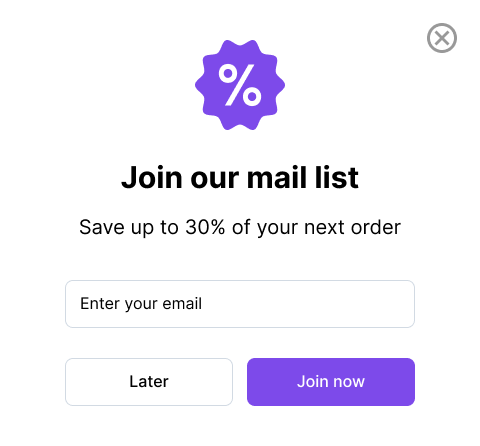 %
Join our mail list
Save up to 30% of your next order
Enter your email
Later
Join now